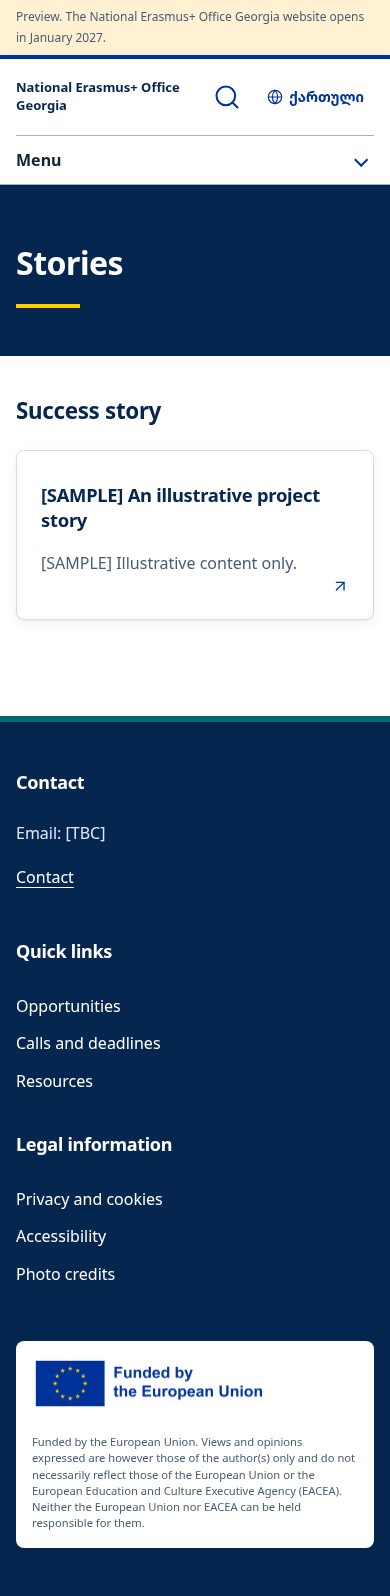 Preview. The National Erasmus+ Office Georgia website opens
in January 2027.
National Erasmus+ Office
Georgia
ქართული
Menu
Stories
Success story
[SAMPLE] An illustrative project
story
[SAMPLE] Illustrative content only.
Contact
Email: [TBC]
Contact
Quick links
Opportunities
Calls and deadlines
Resources
Legal information
Privacy and cookies
Accessibility
Photo credits
Funded by
the European Union
Funded by the European Union. Views and opinions
expressed are however those of the author(s) only and do not
necessarily reflect those of the European Union or the
European Education and Culture Executive Agency (EACEA).
Neither the European Union nor EACEA can be held
responsible for them.